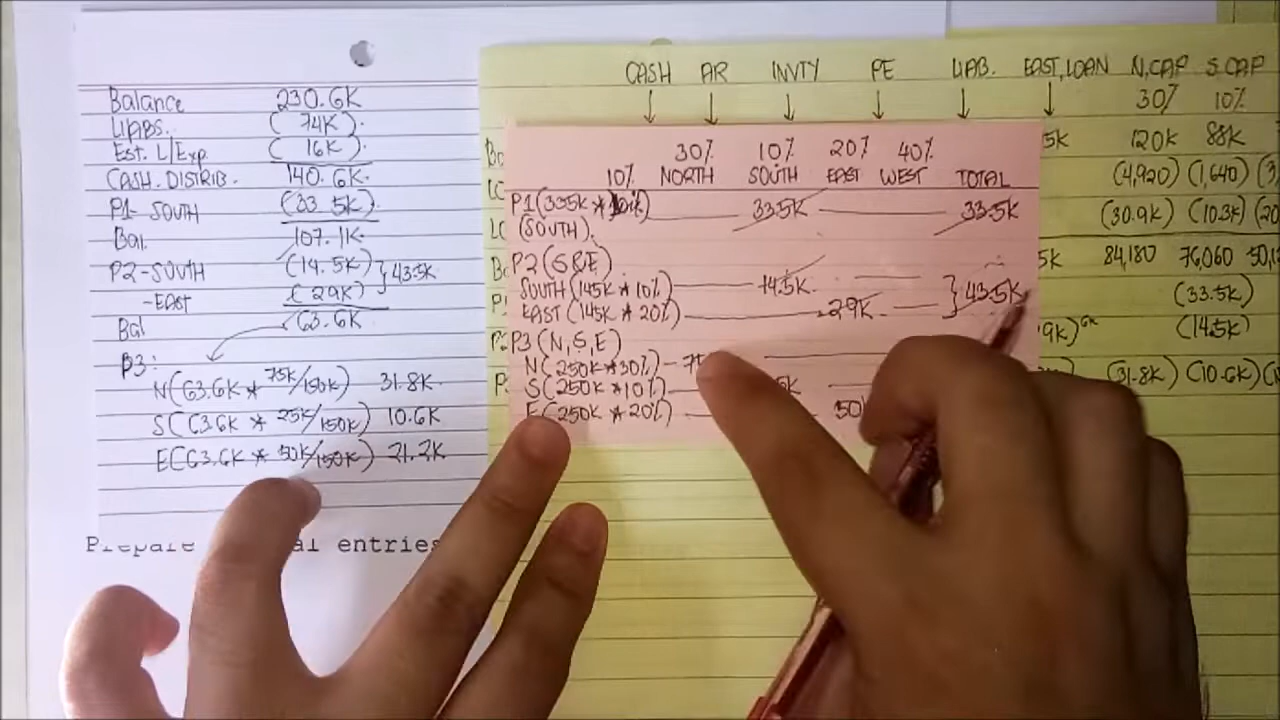 Balance 230.6K
LIABS. ( 74K)
Est. L/Exp. ( 16K)
CASH. DISTRIB. 140.6K
P1- SOUTH (33.5K)
Bal. 107.1K
P2-SOUTH (14.5K) } 43.5K
-EAST (29K)
Bal 63.6K
P3:
N(63.6K * 75K/150K) 31.8K
S(63.6K * 25K/150K) 10.6K
E(63.6K * 50K/150K) 21.2K
Prepare al entries
CASH AR INVTY PE LIAB. EAST, LOAN N.CAP S.CAP
30% 10%
5K 120K 88K
(4,920) (1,640)
(30.9K) (10.3K)
5K 84,180 76,060
(33.5K)
9K) (14.5K)
(31.8K) (10.6K)
30% 10% 20% 40%
10% NORTH SOUTH EAST WEST TOTAL
P1(335K * 33.5K 33.5K
(SOUTH).
P2(S&E)
SOUTH(145K * 10%) 14.5K
EAST(145K * 20%) 29K } 43.5K
P3(N,S,E)
N(250K*30%)
S(250K*10%)
E(250K*20%)